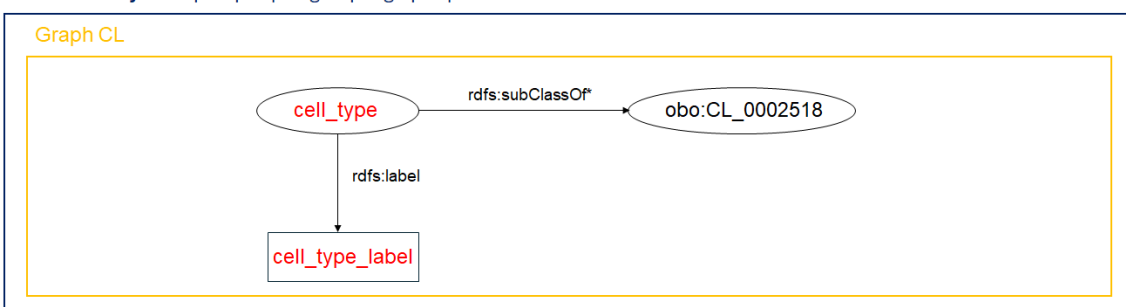 Graph CL
cell_type
rdfs:subClassOf*
obo:CL_0002518
rdfs:label
cell_type_label